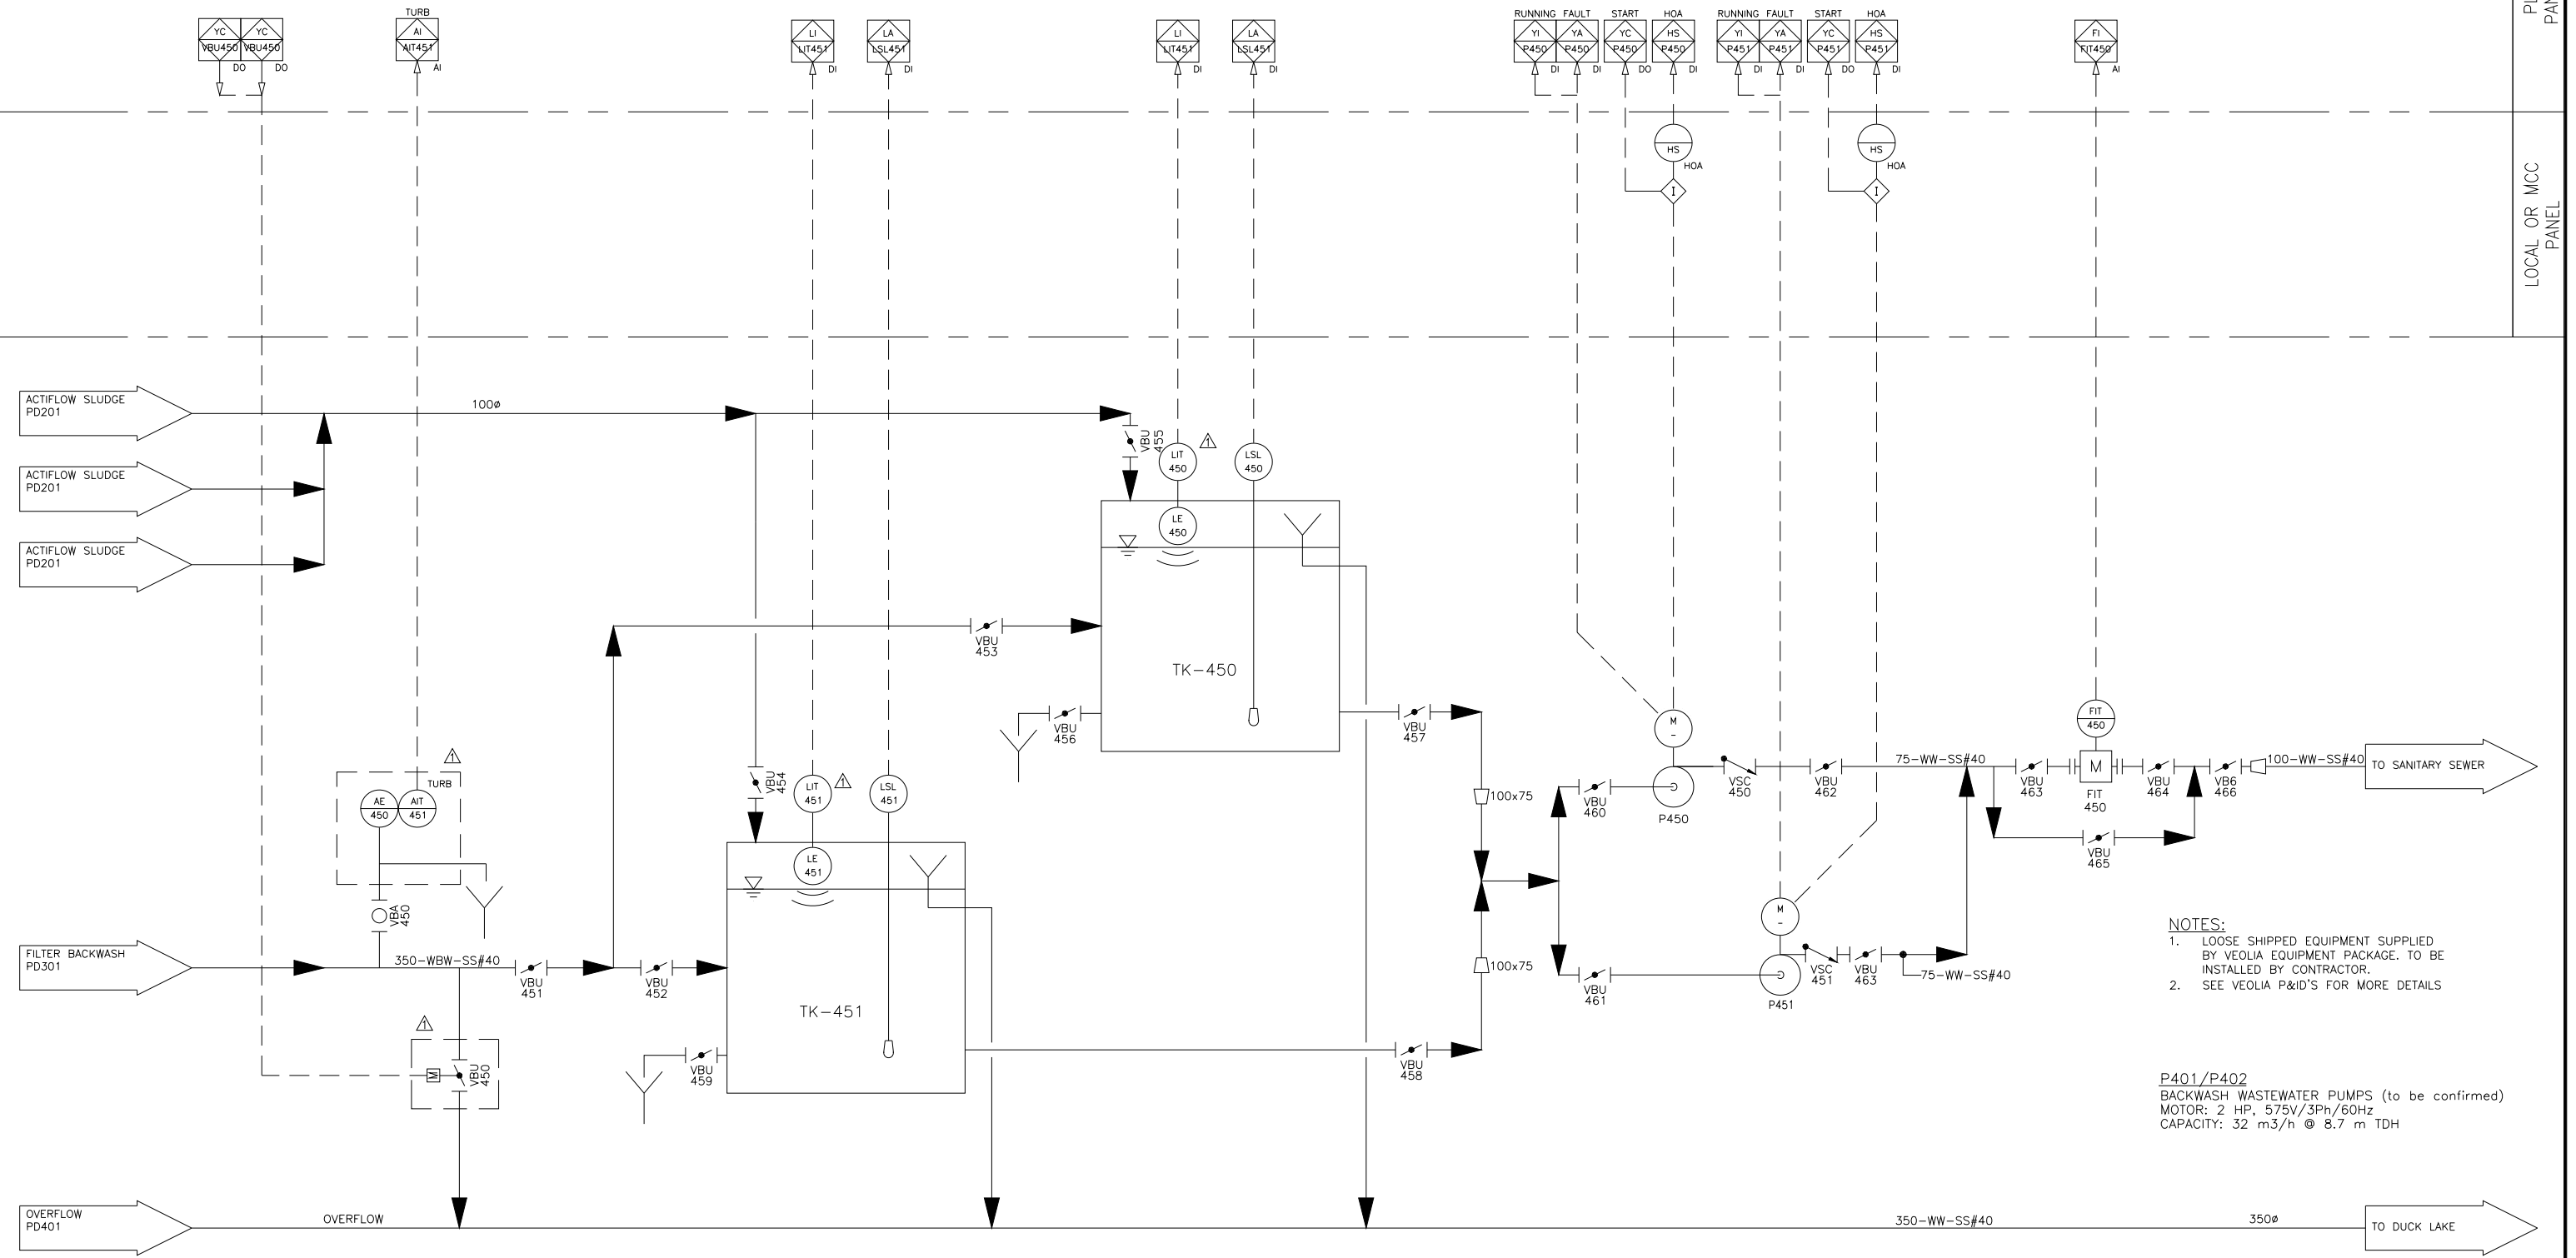 TURB
RUNNING FAULT START HOA RUNNING FAULT START HOA
YC YC AI LI LA LI LA YI YA YC HS YI YA YC HS FI
VBU450 VBU450 AIT451 LIT451 LSL451 LIT451 LSL451 P450 P450 P450 P450 P451 P451 P451 P451 FIT450
DO DO AI DI DI DI DI DI DI DO DI DI DI DO DI AI
HS HS
HOA HOA
I I
LOCAL OR MCC
PANEL
ACTIFLOW SLUDGE
PD201
100ø
ACTIFLOW SLUDGE
PD201
ACTIFLOW SLUDGE
PD201
VBU
455
LIT
450
1
LSL
450
LE
450
TK-450
VBU
453
VBU
456
VBU
457
VBU
454
LIT
451
1
LSL
451
LE
451
TK-451
1
TURB
AE
450
AIT
451
VBA
450
FILTER BACKWASH
PD301
350-WBW-SS#40
VBU
451
VBU
452
VBU
459
VBU
458
1
M
VBU
450
100x75
100x75
M
-
P450
VBU
460
VSC
450
VBU
462
75-WW-SS#40
M
-
P451
VBU
461
VSC
451
VBU
463
75-WW-SS#40
FIT
450
M
FIT
450
VBU
463
VBU
464
VB6
466
VBU
465
100-WW-SS#40
TO SANITARY SEWER
NOTES:
1. LOOSE SHIPPED EQUIPMENT SUPPLIED
BY VEOLIA EQUIPMENT PACKAGE. TO BE
INSTALLED BY CONTRACTOR.
2. SEE VEOLIA P&ID'S FOR MORE DETAILS
P401/P402
BACKWASH WASTEWATER PUMPS (to be confirmed)
MOTOR: 2 HP, 575V/3Ph/60Hz
CAPACITY: 32 m3/h @ 8.7 m TDH
OVERFLOW
PD401
OVERFLOW
350-WW-SS#40
350ø
TO DUCK LAKE